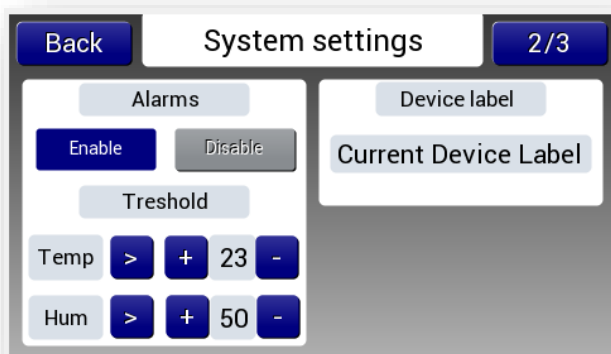 Back System settings 2/3
Alarms
Enable Disable
Treshold
Temp > + 23 -
Hum > + 50 -
Device label
Current Device Label